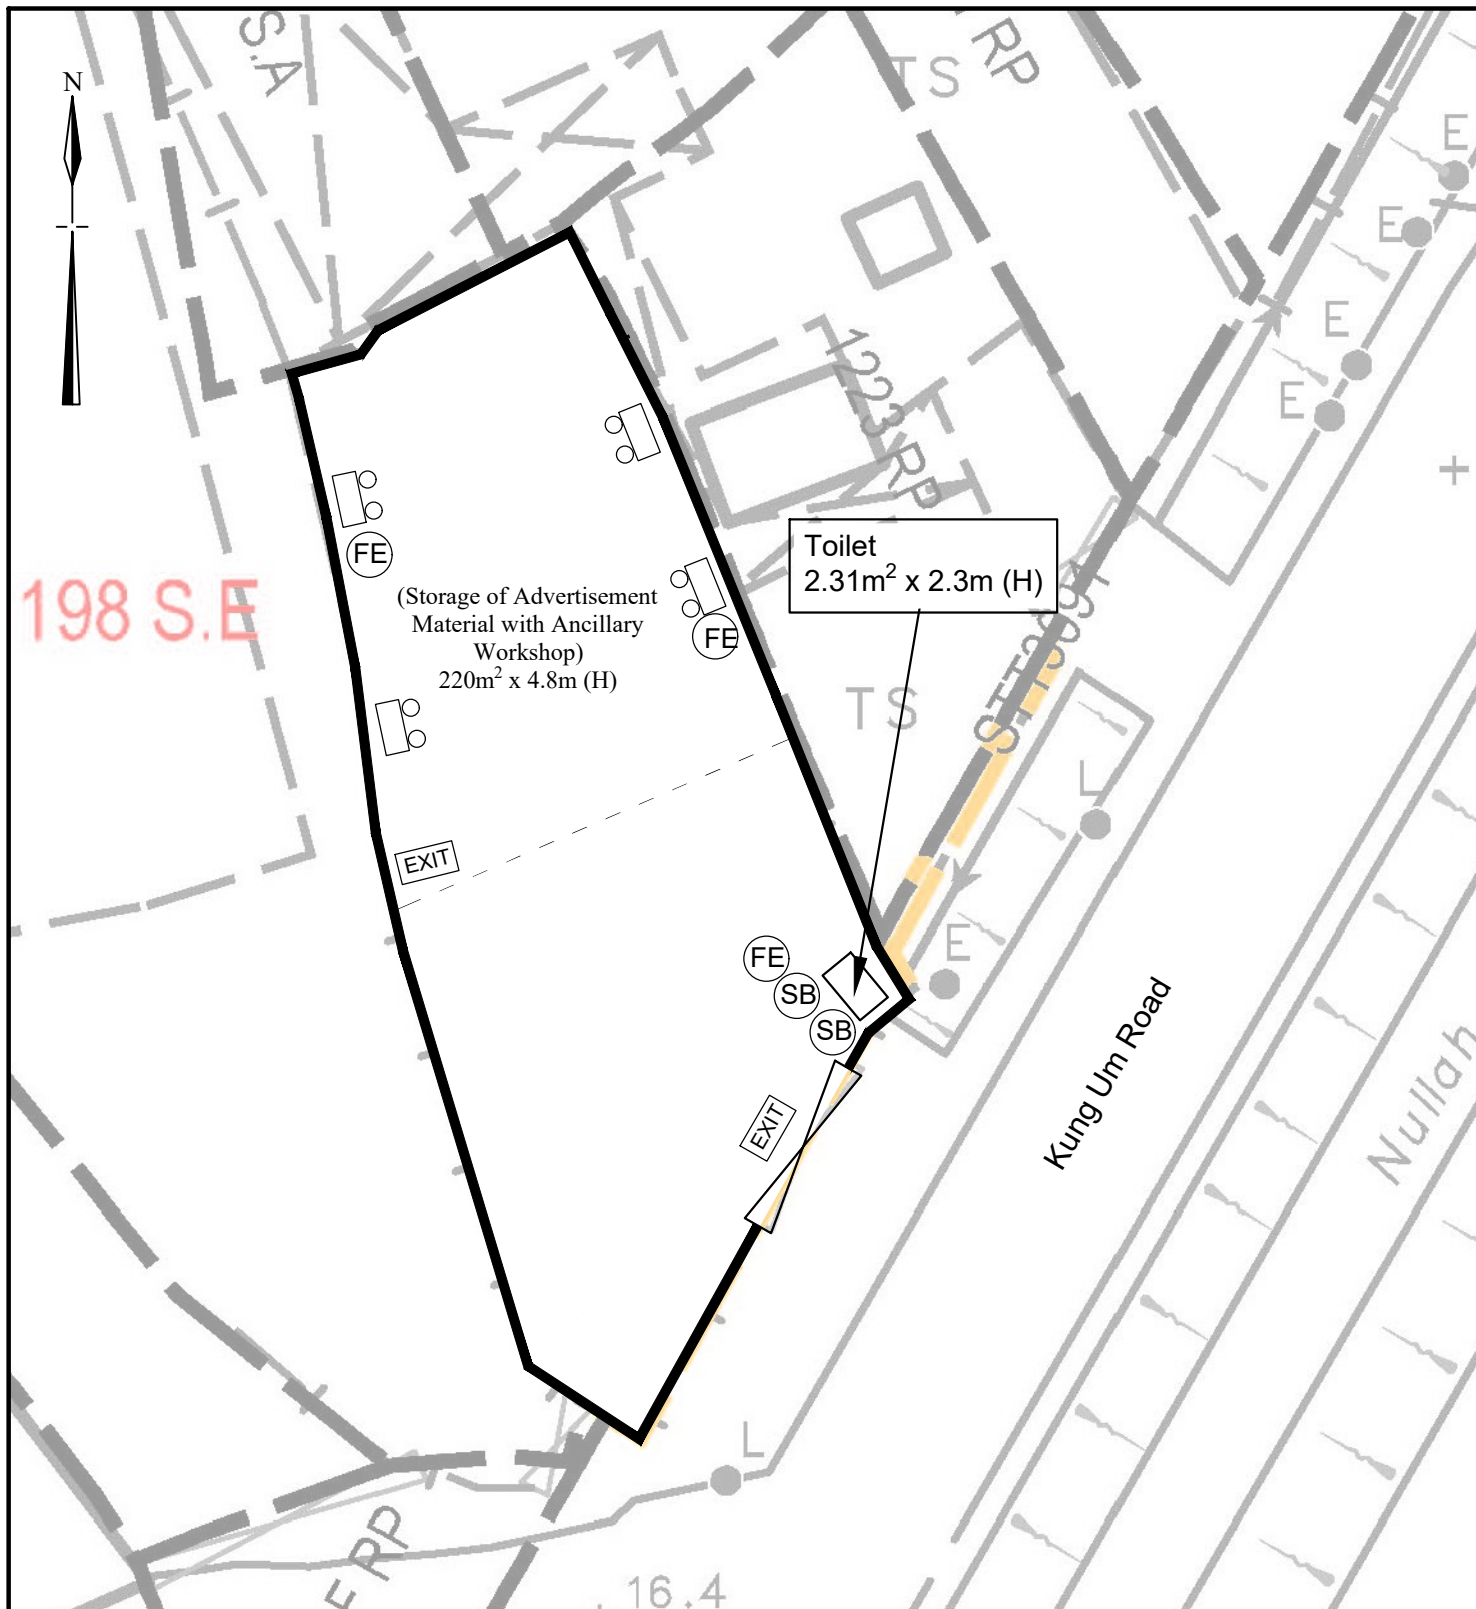 S.A
RP
TS
N
E
E
E
E
1223 RP
Toilet
2.31m² x 2.3m (H)
FE
198 S.E
(Storage of Advertisement
Material with Ancillary
Workshop)
220m² x 4.8m (H)
FE
TS
L
EXIT
FE
SB
SB
E
EXIT
Kung Um Road
Nullah
L
E RP
16.4